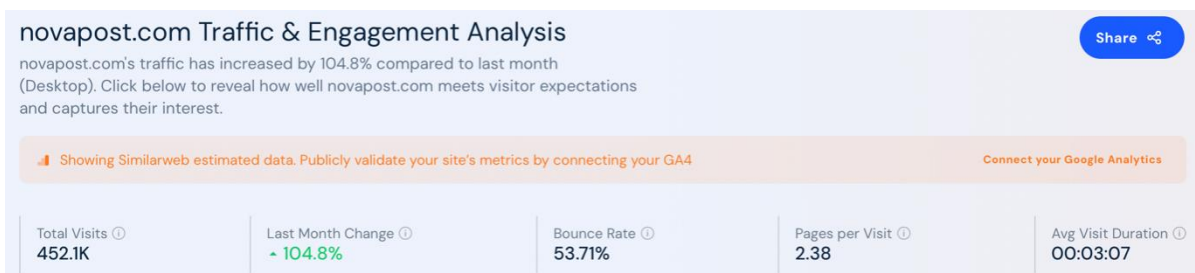 novapost.com Traffic & Engagement Analysis
Share
novapost.com's traffic has increased by 104.8% compared to last month
(Desktop). Click below to reveal how well novapost.com meets visitor expectations
and captures their interest.
Showing Similarweb estimated data. Publicly validate your site's metrics by connecting your GA4
Connect your Google Analytics
Total Visits
452.1K
Last Month Change
104.8%
Bounce Rate
53.71%
Pages per Visit
2.38
Avg Visit Duration
00:03:07